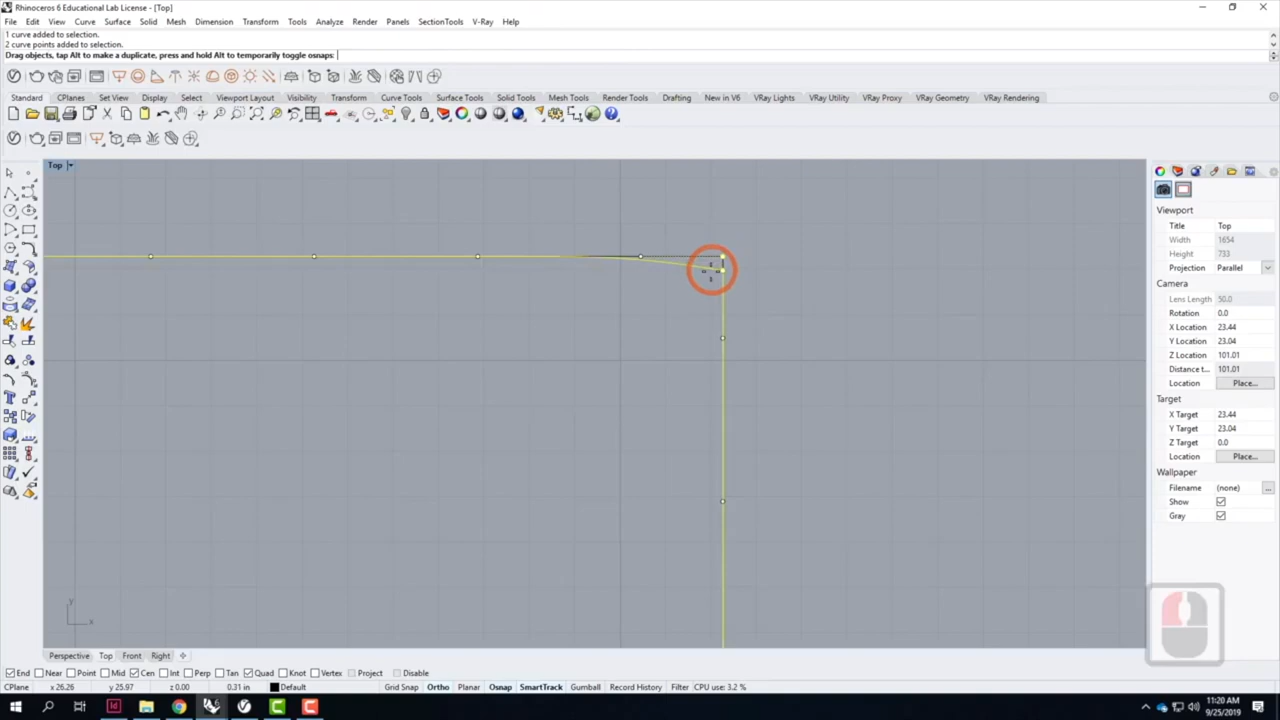 Rhinoceros 6 Educational Lab License - [Top]
File Edit View Curve Surface Solid Mesh Dimension Transform Tools Analyze Render Panels SectionTools V-Ray Help
1 curve added to selection.
2 curve points added to selection.
Drag objects, tap Alt to make a duplicate, press and hold Alt to temporarily toggle osnaps:
Standard CPlanes Set View Display Select Viewport Layout Visibility Transform Curve Tools Surface Tools Solid Tools Mesh Tools Render Tools Drafting New in V6 VRay Lights VRay Utility VRay Proxy VRay Geometry VRay Rendering
Top
Viewport
Title Top
Width 1654
Height 733
Projection Parallel
Camera
Lens Length 50.0
Rotation 0.0
X Location 23.44
Y Location 23.04
Z Location 101.01
Distance t... 101.01
Location Place...
Target
X Target 23.44
Y Target 23.04
Z Target 0.0
Location Place...
Wallpaper
Filename (none) ...
Show
Gray
y
x
Perspective Top Front Right
End Near Point Mid Cen Int Perp Tan Quad Knot Vertex Project Disable
CPlane x 26.26 y 25.97 z 0.00 0.31 in Default Grid Snap Ortho Planar Osnap SmartTrack Gumball Record History Filter CPU use: 3.2 %
Id
11:20 AM
9/25/2019